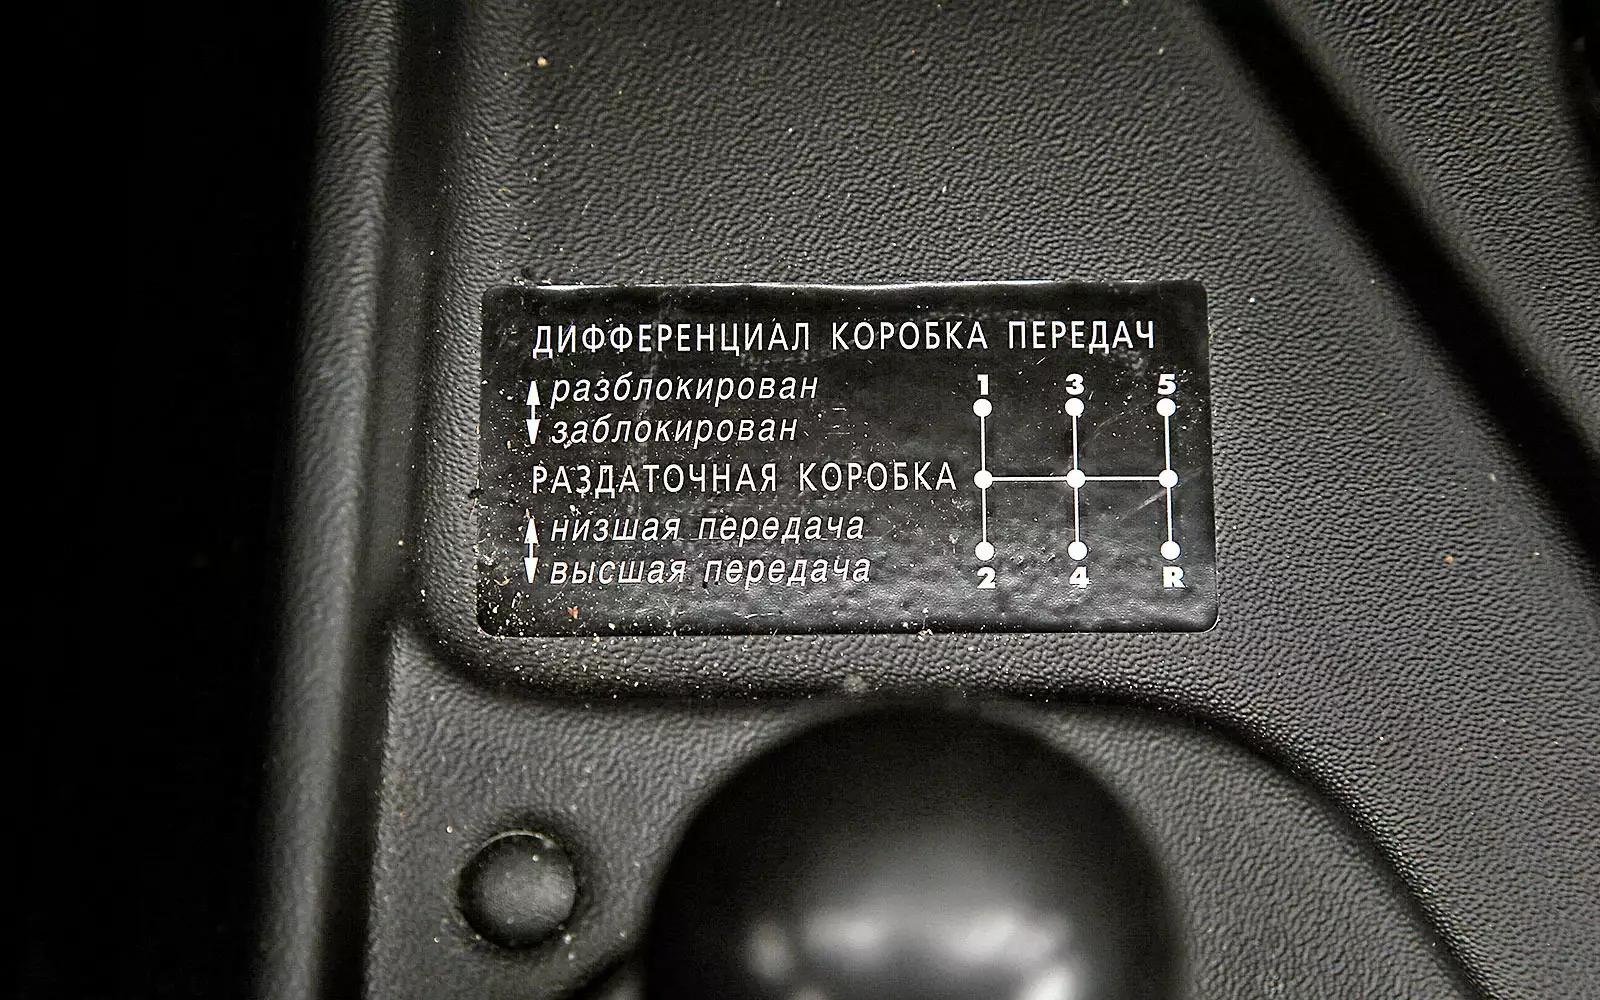 ДИФФЕРЕНЦИАЛ КОРОБКА ПЕРЕДАЧ
разблокирован 1 3 5
заблокирован
РАЗДАТОЧНАЯ КОРОБКА
низшая передача
высшая передача 2 4 R